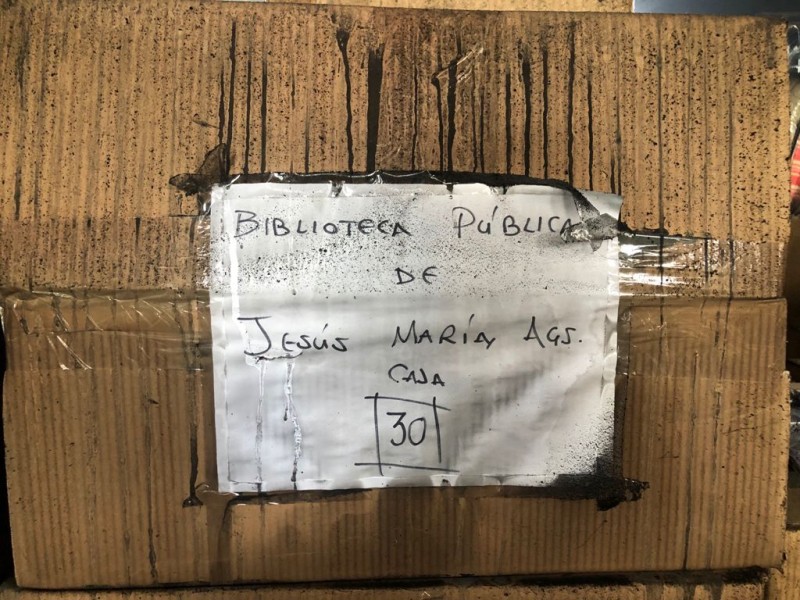 BIBLIOTECA PÚBLICA
DE
JESÚS MARÍA, AGS.
CAJA
30